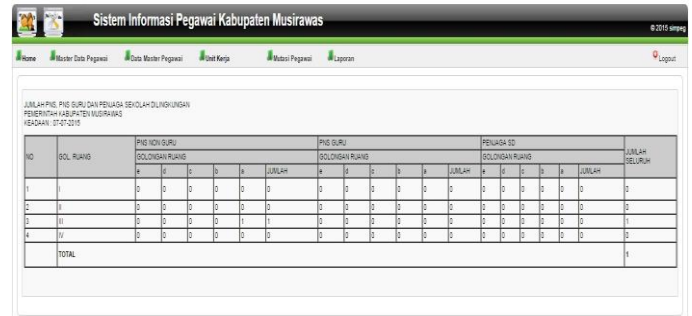 Sistem Informasi Pegawai Kabupaten Musirawas
© 2015 simpeg
Home Master Data Pegawai Data Master Pegawai Unit Kerja Mutasi Pegawai Laporan Logout
JUMLAH PNS, PNS GURU DAN PENJAGA SEKOLAH DILINGKUNGAN
PEMERINTAH KABUPATEN MUSIRAWAS
KEADAAN : 07-07-2015
NO GOL. RUANG PNS NON GURU PNS GURU PENJAGA SD JUMLAH SELURUH
GOLONGAN RUANG GOLONGAN RUANG GOLONGAN RUANG
e d c b a JUMLAH e d c b a JUMLAH e d c b a JUMLAH
1 I 0 0 0 0 0 0 0 0 0 0 0 0 0 0 0 0 0 0 0
2 II 0 0 0 0 0 0 0 0 0 0 0 0 0 0 0 0 0 0 0
3 III 0 0 0 0 1 1 0 0 0 0 0 0 0 0 0 0 0 0 1
4 IV 0 0 0 0 0 0 0 0 0 0 0 0 0 0 0 0 0 0 0
TOTAL 1